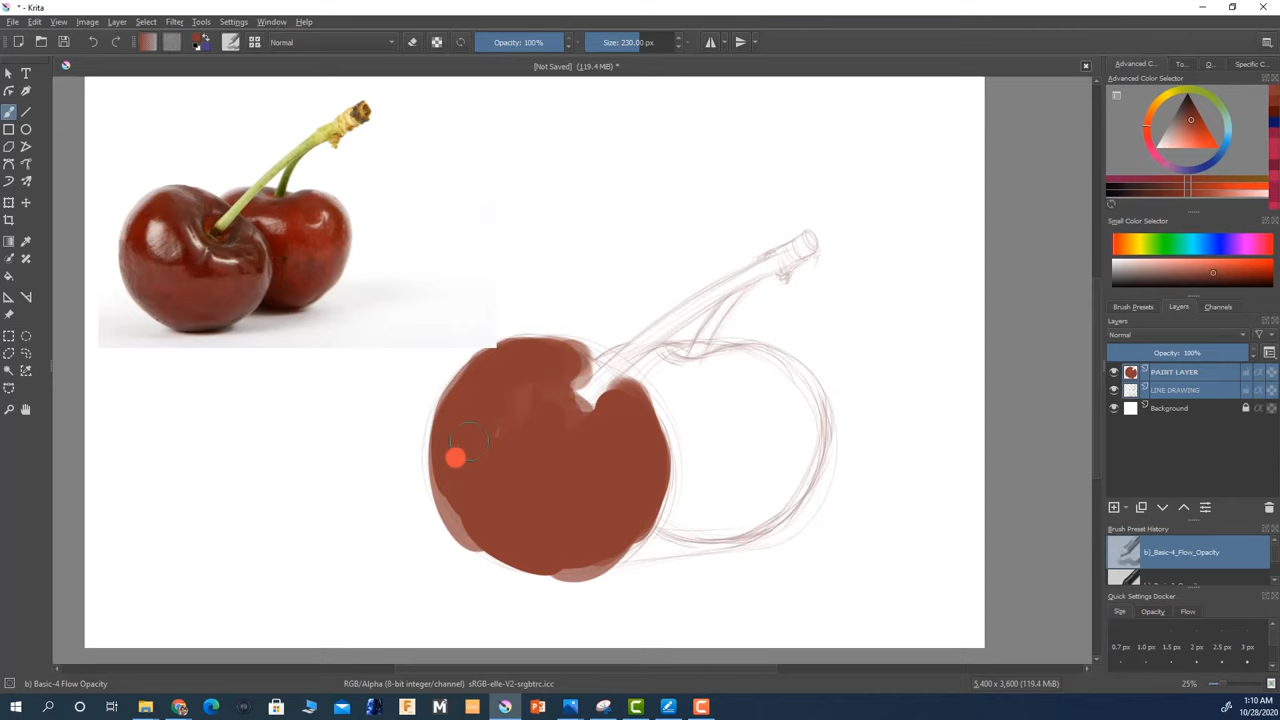 * - Krita
File Edit View Image Layer Select Filter Tools Settings Window Help
Normal Opacity: 100% Size: 230.00 px
[Not Saved] (119.4 MiB) *
Advanced C... To... O... Specific C...
Advanced Color Selector
Small Color Selector
Brush Presets Layers Channels
Layers
Normal
Opacity: 100%
PAINT LAYER
LINE DRAWING
Background
Brush Preset History
b)_Basic-4_Flow_Opacity
Quick Settings Docker
Size Opacity Flow
0.7 px 1.0 px 1.5 px 2 px 2.5 px 3 px
b) Basic-4 Flow Opacity RGB/Alpha (8-bit integer/channel) sRGB-elle-V2-srgbtrc.icc 5,400 x 3,600 (119.4 MiB) 25%
1:10 AM
10/28/2020